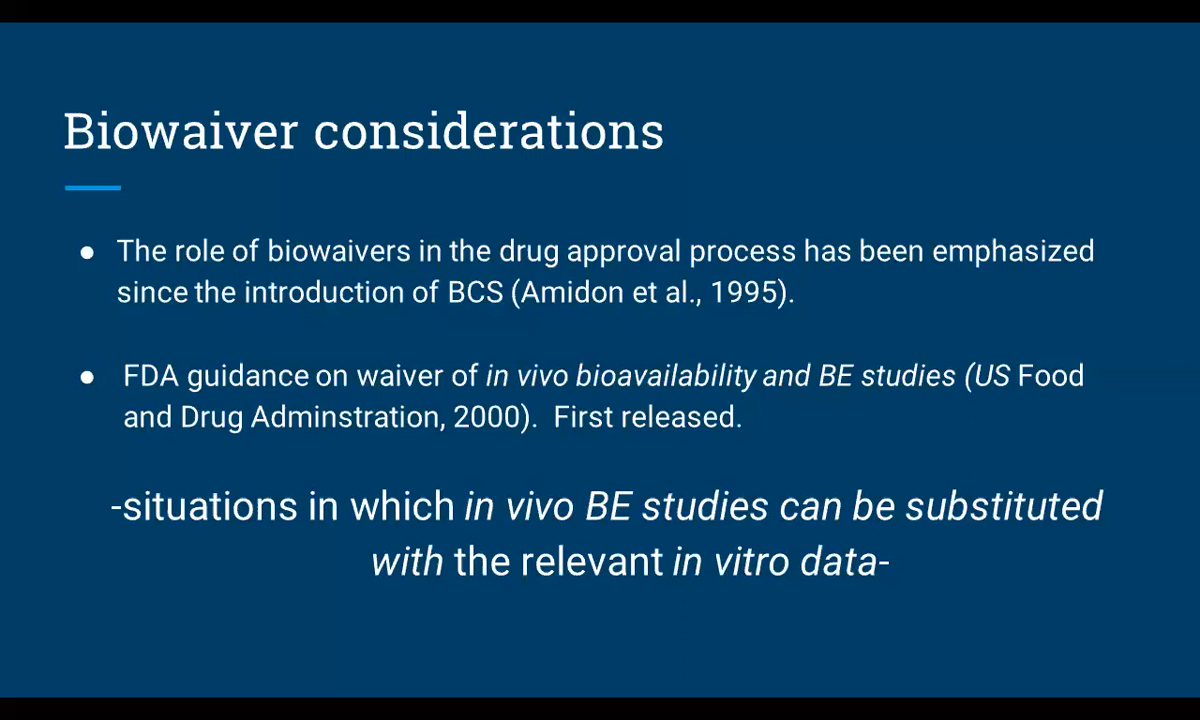 Biowaiver considerations
● The role of biowaivers in the drug approval process has been emphasized
since the introduction of BCS (Amidon et al., 1995).
● FDA guidance on waiver of in vivo bioavailability and BE studies (US Food
and Drug Adminstration, 2000). First released.
-situations in which in vivo BE studies can be substituted
with the relevant in vitro data-